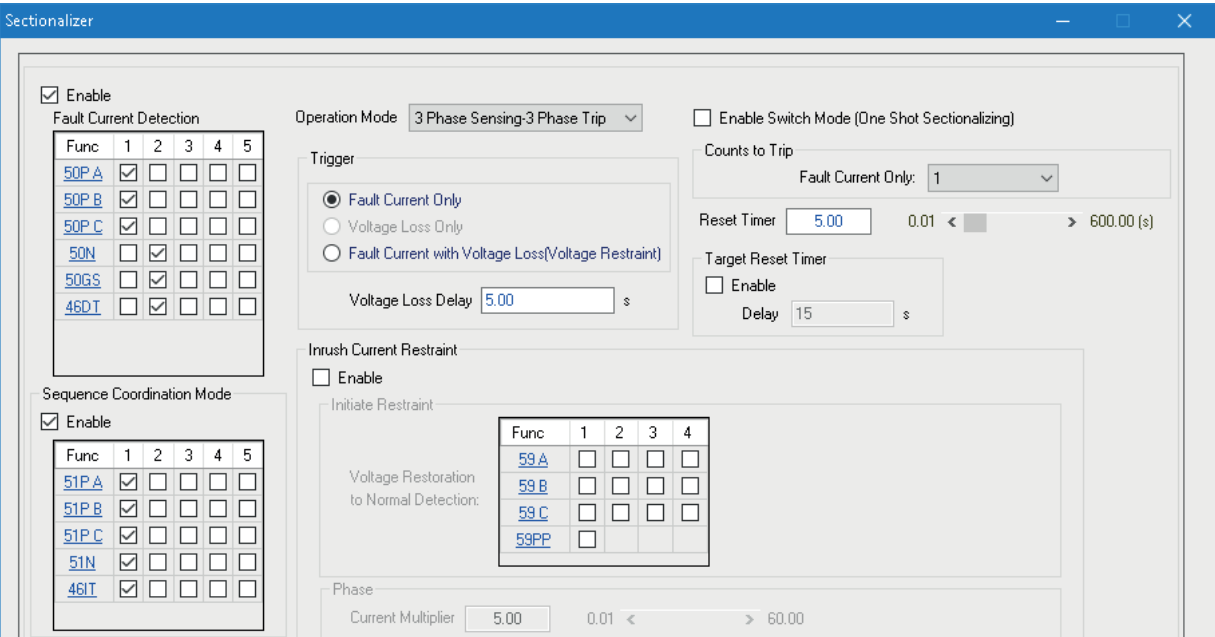 Sectionalizer
Enable
Fault Current Detection
Func 1 2 3 4 5
50P A
50P B
50P C
50N
50GS
46DT
Sequence Coordination Mode
Enable
Func 1 2 3 4 5
51P A
51P B
51P C
51N
46IT
Operation Mode 3 Phase Sensing-3 Phase Trip
Trigger
Fault Current Only
Voltage Loss Only
Fault Current with Voltage Loss(Voltage Restraint)
Voltage Loss Delay 5.00 s
Enable Switch Mode (One Shot Sectionalizing)
Counts to Trip
Fault Current Only: 1
Reset Timer 5.00 0.01 < > 600.00 (s)
Target Reset Timer
Enable
Delay 15 s
Inrush Current Restraint
Enable
Initiate Restraint
Voltage Restoration
to Normal Detection:
Func 1 2 3 4
59 A
59 B
59 C
59PP
Phase
Current Multiplier 5.00 0.01 < > 60.00